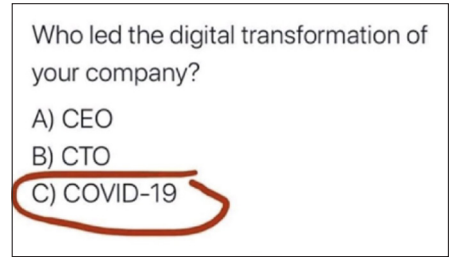 Who led the digital transformation of
your company?
A) CEO
B) CTO
C) COVID-19